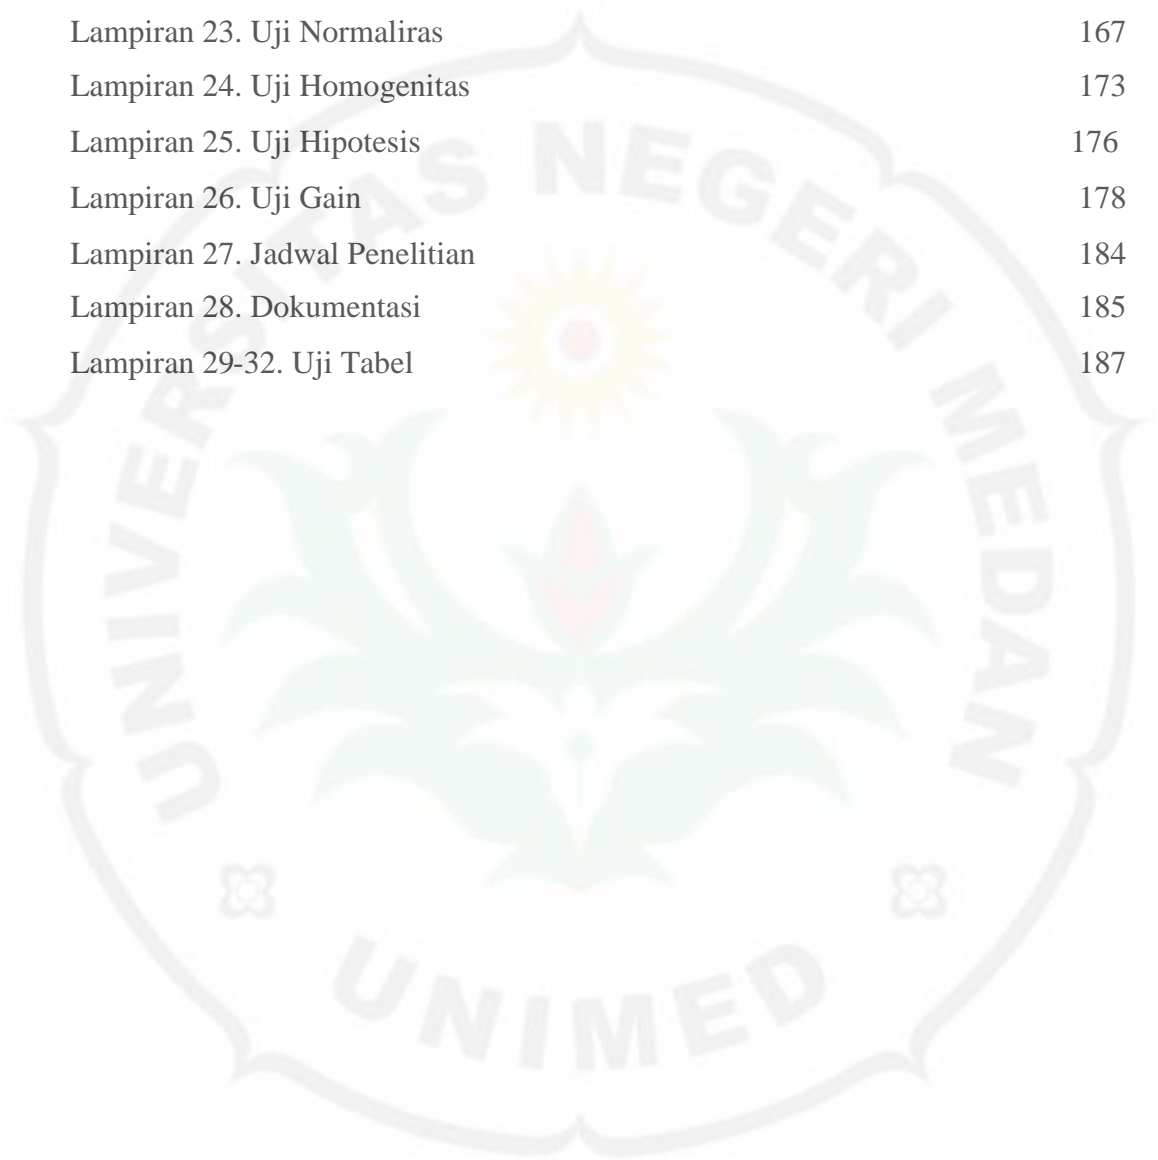 Lampiran 23. Uji Normaliras 167
Lampiran 24. Uji Homogenitas 173
Lampiran 25. Uji Hipotesis 176
Lampiran 26. Uji Gain 178
Lampiran 27. Jadwal Penelitian 184
Lampiran 28. Dokumentasi 185
Lampiran 29-32. Uji Tabel 187
UNIVERSITAS NEGERI MEDAN
UNIMED